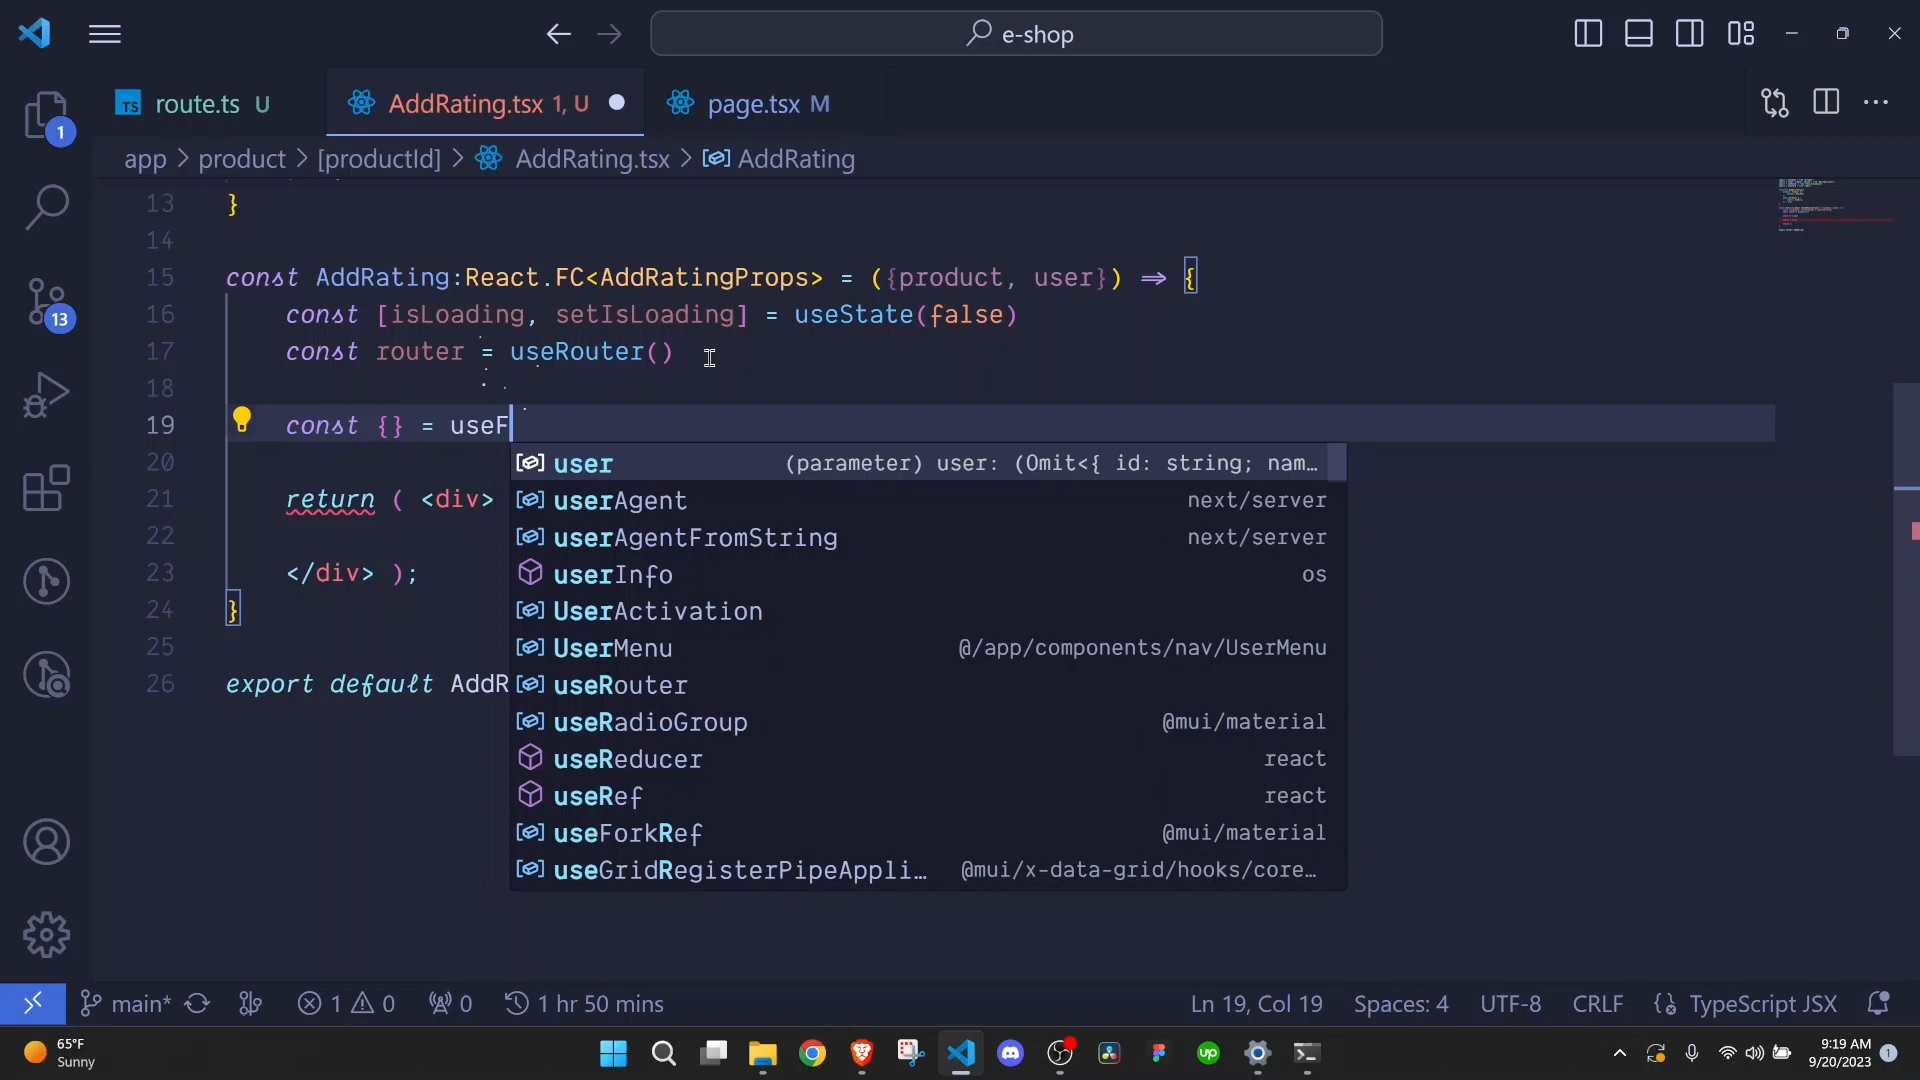 e-shop
TS route.ts U
AddRating.tsx 1, U
page.tsx M
app > product > [productId] > AddRating.tsx > AddRating
1
13
13 }
14
15 const AddRating:React.FC<AddRatingProps> = ({product, user}) ⇒ {
16 const [isLoading, setIsLoading] = useState(false)
17 const router = useRouter()
18
19 const {} = useF
20
21 return ( <div>
22
23 </div> );
24 }
25
26 export default AddR
user (parameter) user: (Omit<{ id: string; nam…
userAgent next/server
userAgentFromString next/server
userInfo os
UserActivation
UserMenu @/app/components/nav/UserMenu
useRouter
useRadioGroup @mui/material
useReducer react
useRef react
useForkRef @mui/material
useGridRegisterPipeAppli… @mui/x-data-grid/hooks/core…
main* 1 0 0 1 hr 50 mins Ln 19, Col 19 Spaces: 4 UTF-8 CRLF TypeScript JSX
65°F
Sunny
up
9:19 AM
9/20/2023
1